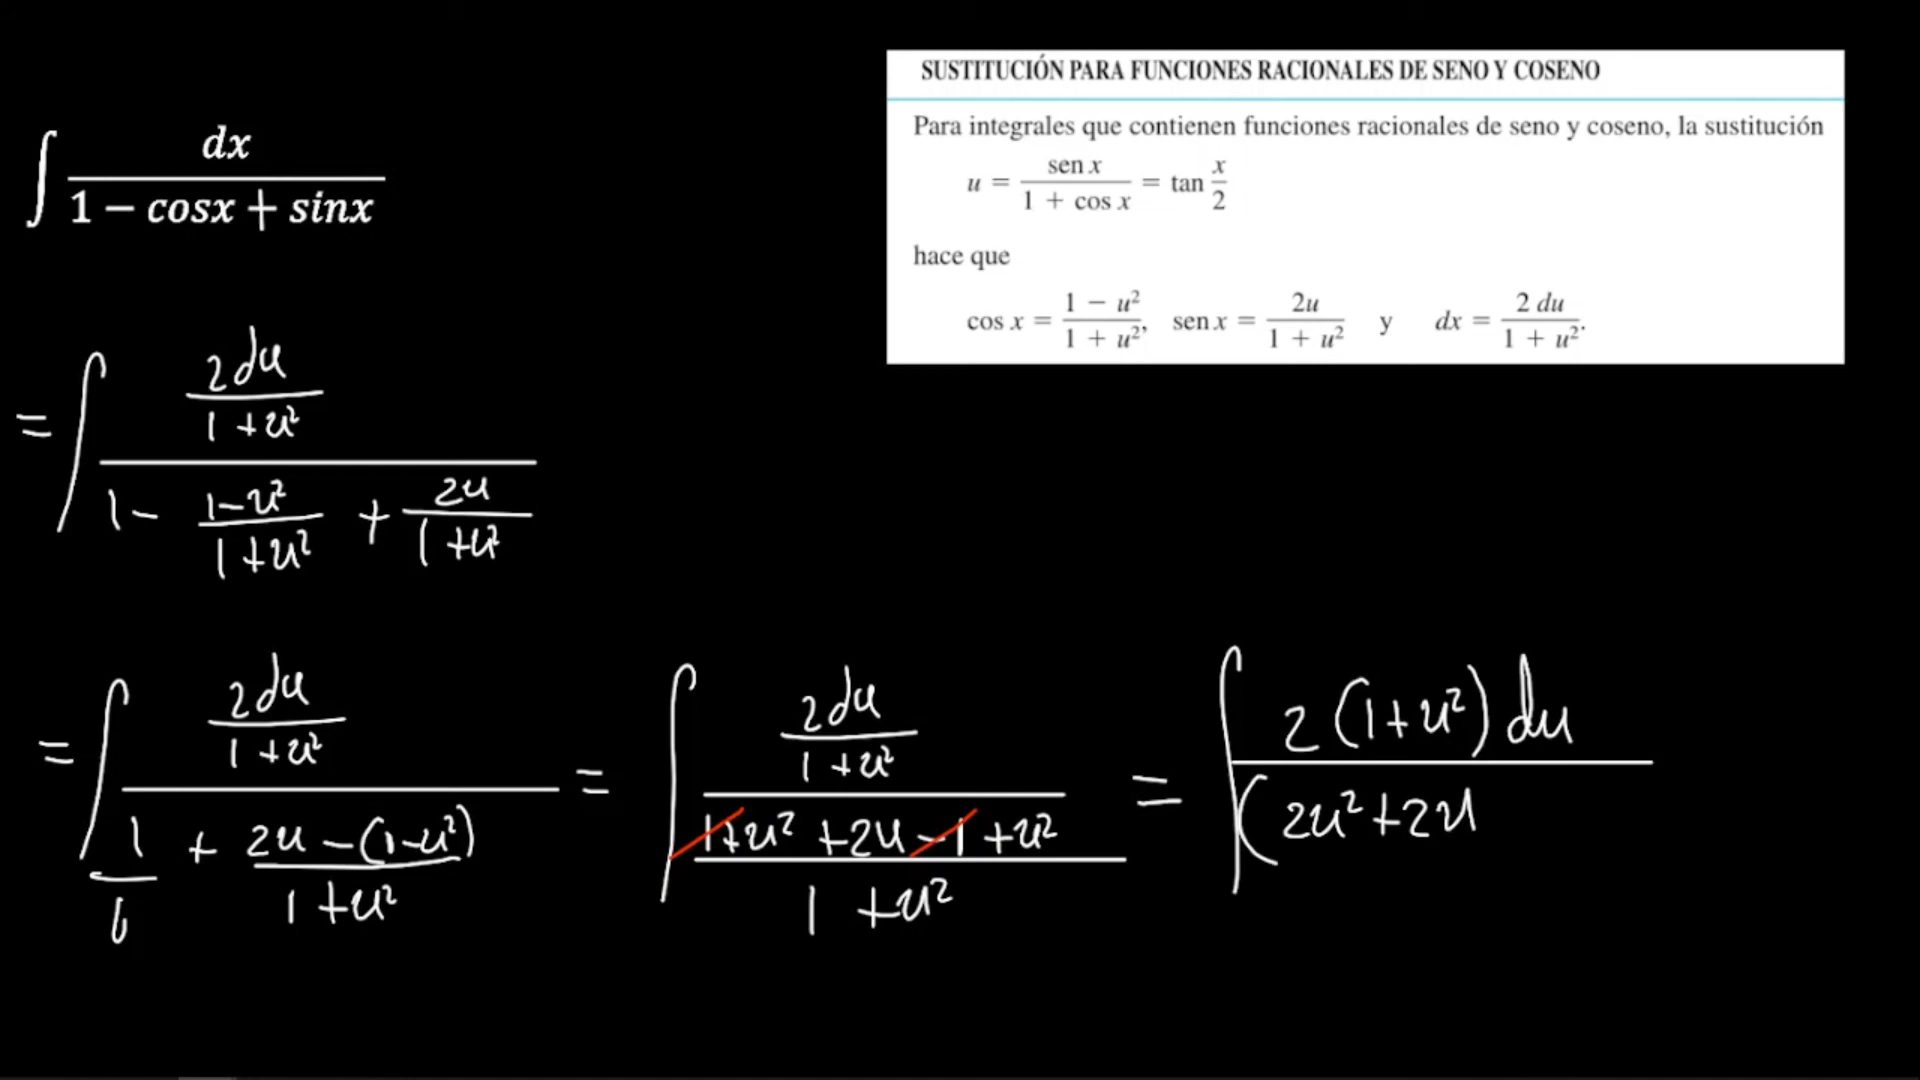 SUSTITUCIÓN PARA FUNCIONES RACIONALES DE SENO Y COSENO
Para integrales que contienen funciones racionales de seno y coseno, la sustitución
u = sen x / 1 + cos x = tan x / 2
hace que
cos x = 1 − u² / 1 + u², sen x = 2u / 1 + u² y dx = 2 du / 1 + u².
∫ dx / 1 − cosx + sinx
= ∫ 2du / 1+u² / 1 − 1−u² / 1+u² + 2u / 1+u²
= ∫ 2du / 1+u² / 1 / + 2u −(1−u²) / 1+u² = ∫ 2du / 1+u² / 1+u² +2u −1 +u² / 1 +u² = ∫ 2(1+u²) du / (2u²+2u